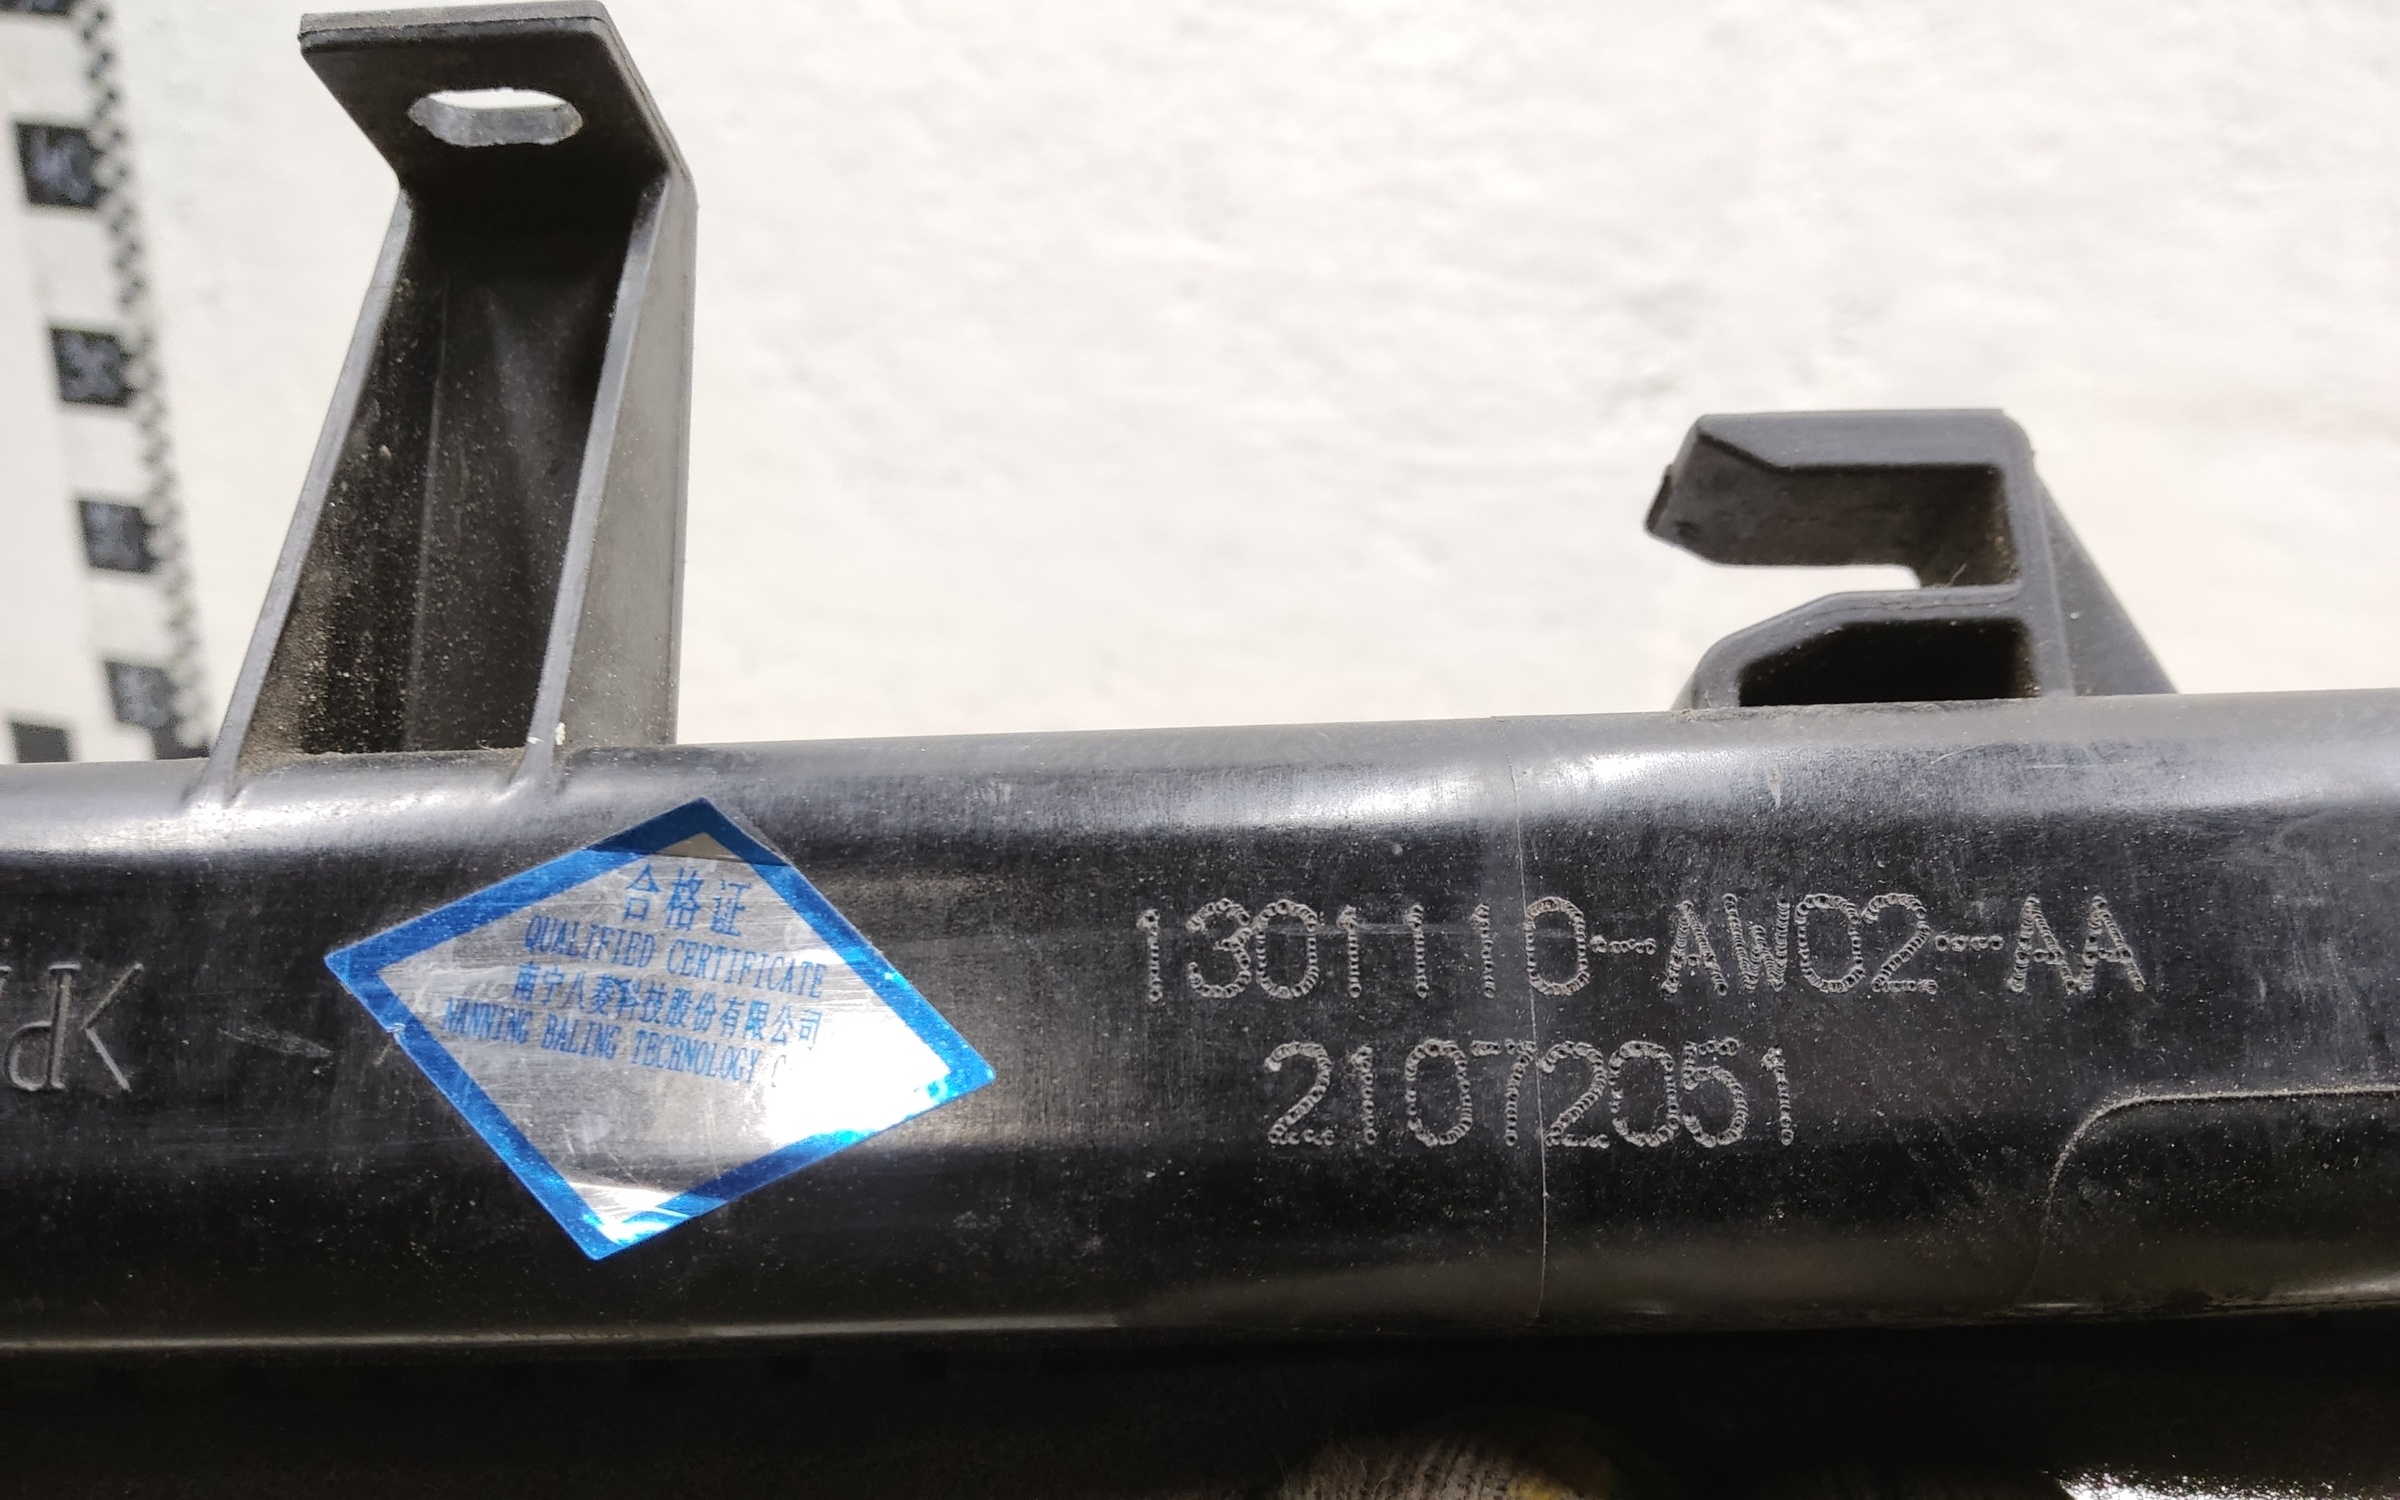 合格证
QUALIFIED CERTIFICATE
南宁八菱科技股份有限公司
NANNING BALING TECHNOLOGY
1301110-AW02-AA
21072051